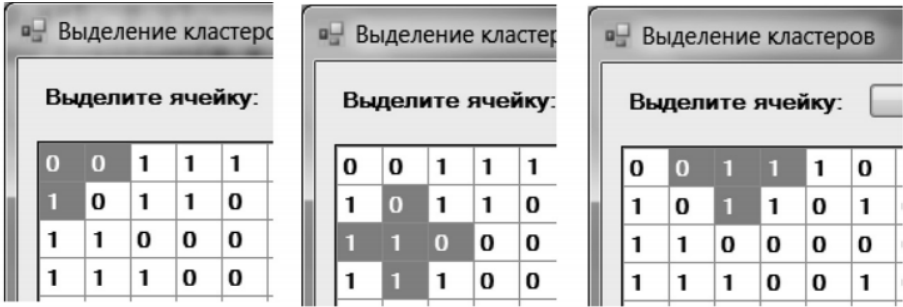 Выделение кластеро
Выделите ячейку:
0 0 1 1 1
1 0 1 1 0
1 1 0 0 0
1 1 1 0 0
Выделение кластер
Выделите ячейку:
0 0 1 1 1
1 0 1 1 0
1 1 0 0 0
1 1 1 0 0
Выделение кластеров
Выделите ячейку:
0 0 1 1 1 0
1 0 1 1 0 1
1 1 0 0 0 0
1 1 1 0 0 1